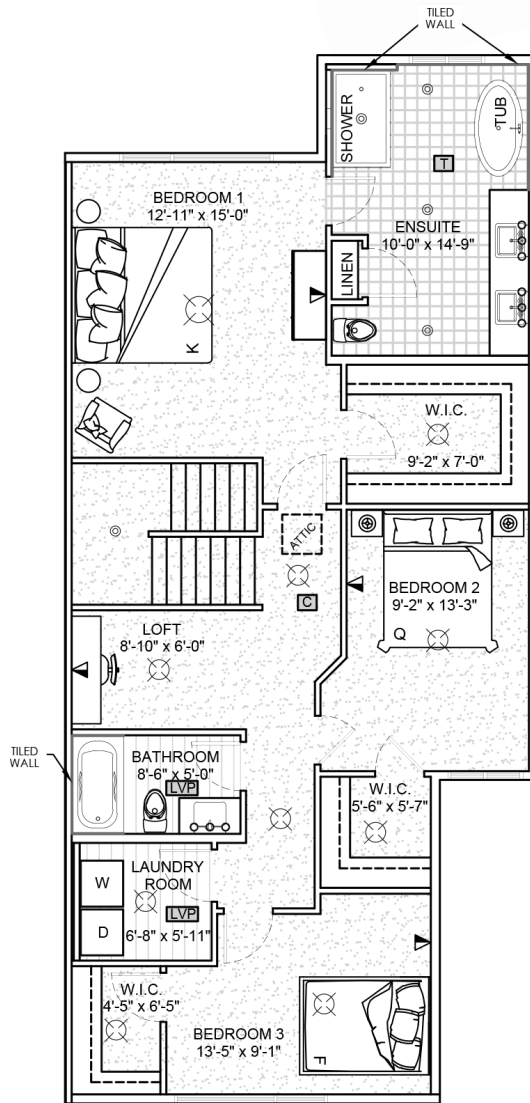 TILED
WALL
SHOWER
TUB
T
BEDROOM 1
12'-11" x 15'-0"
ENSUITE
10'-0" x 14'-9"
LINEN
K
W.I.C.
9'-2" x 7'-0"
ATTIC
C
BEDROOM 2
9'-2" x 13'-3"
Q
LOFT
8'-10" x 6'-0"
TILED
WALL
BATHROOM
8'-6" x 5'-0"
LVP
W.I.C.
5'-6" x 5'-7"
LAUNDRY
ROOM
W
LVP
D
6'-8" x 5'-11"
W.I.C.
4'-5" x 6'-5"
BEDROOM 3
13'-5" x 9'-1"
F